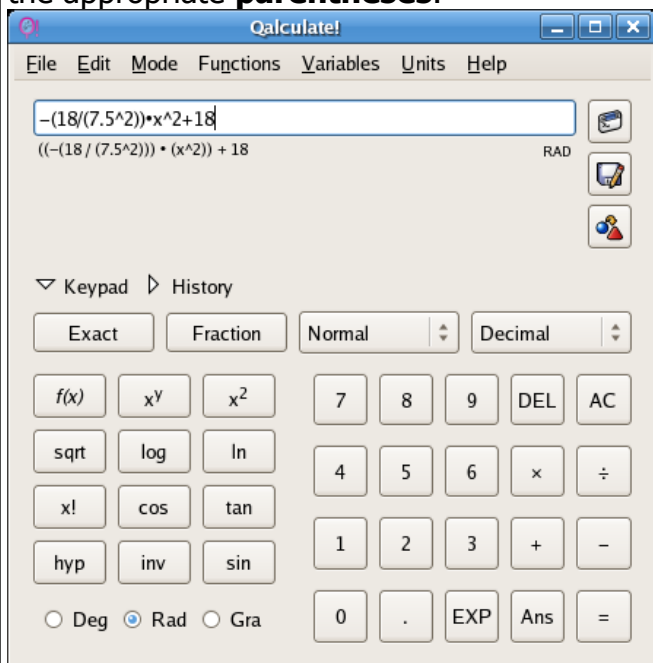 the appropriate parentheses.
Qalculate!
File Edit Mode Functions Variables Units Help
−(18/(7.5^2))•x^2+18
((−(18 / (7.5^2))) • (x^2)) + 18 RAD
Keypad History
Exact Fraction Normal Decimal
f(x) xʸ x² 7 8 9 DEL AC
sqrt log ln 4 5 6 × ÷
x! cos tan
hyp inv sin 1 2 3 + −
Deg Rad Gra 0 . EXP Ans =